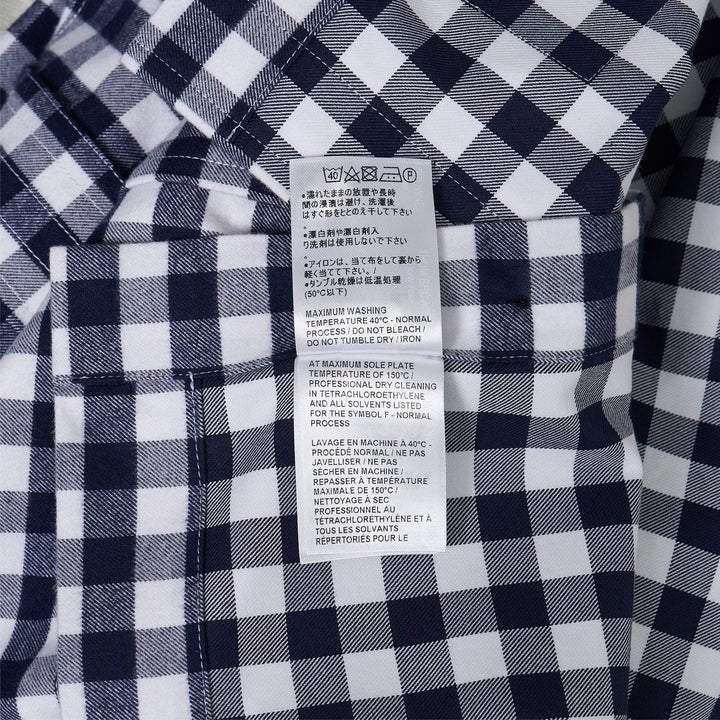 40 P
●濡れたままの放置や長時
間の浸漬は避け、洗濯後
はすぐ形をととのえ干して下さい
。
●漂白剤や漂白剤入
り洗剤は使用しないで下さい
。
●アイロンは、当て布をして裏から
軽く当てて下さい。/
●タンブル乾燥は低温処理
(50℃以下)
MAXIMUM WASHING
TEMPERATURE 40°C - NORMAL
PROCESS / DO NOT BLEACH /
DO NOT TUMBLE DRY / IRON
AT MAXIMUM SOLE PLATE
TEMPERATURE OF 150°C /
PROFESSIONAL DRY CLEANING
IN TETRACHLOROETHYLENE
AND ALL SOLVENTS LISTED
FOR THE SYMBOL F - NORMAL
PROCESS
LAVAGE EN MACHINE À 40°C -
PROCÉDÉ NORMAL / NE PAS
JAVELLISER / NE PAS
SÉCHER EN MACHINE /
REPASSER À TEMPÉRATURE
MAXIMALE DE 150°C /
NETTOYAGE À SEC
PROFESSIONNEL AU
TÉTRACHLORÉTHYLÈNE ET À
TOUS LES SOLVANTS
RÉPERTORIÉS POUR LE